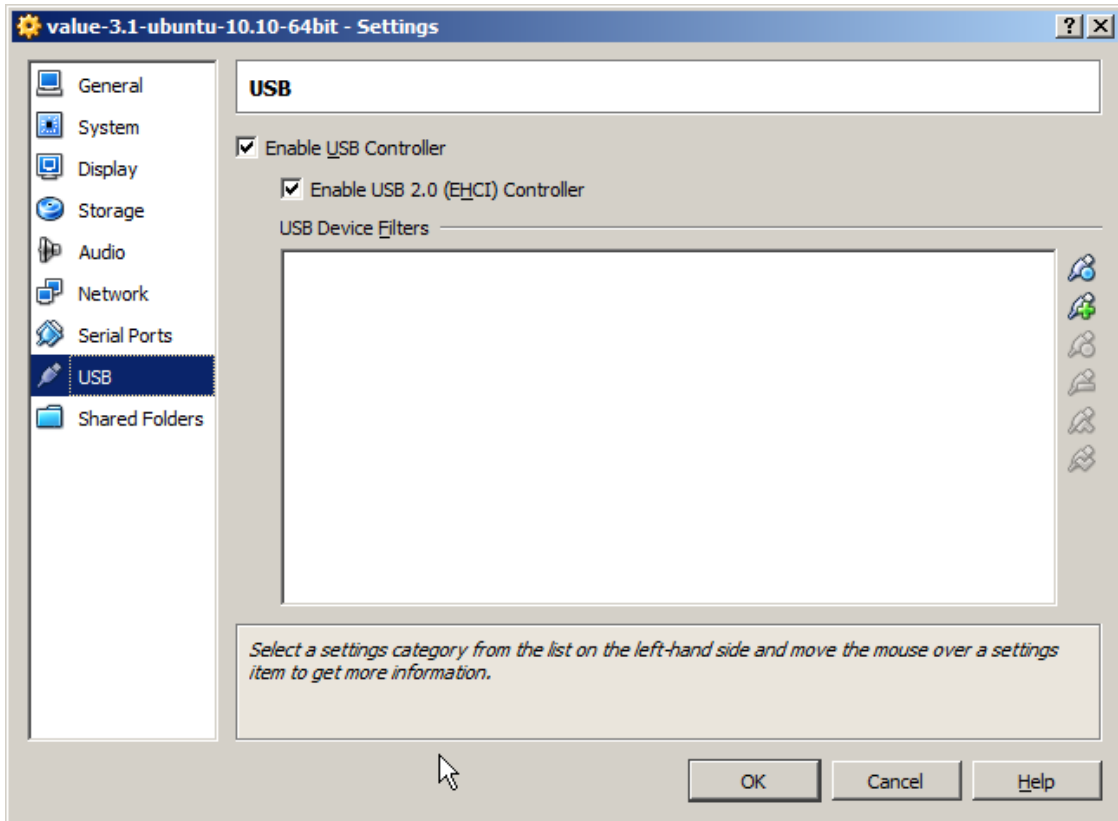 value-3.1-ubuntu-10.10-64bit - Settings
General
System
Display
Storage
Audio
Network
Serial Ports
USB
Shared Folders
USB
Enable USB Controller
Enable USB 2.0 (EHCI) Controller
USB Device Filters
Select a settings category from the list on the left-hand side and move the mouse over a settings
item to get more information.
OK
Cancel
Help